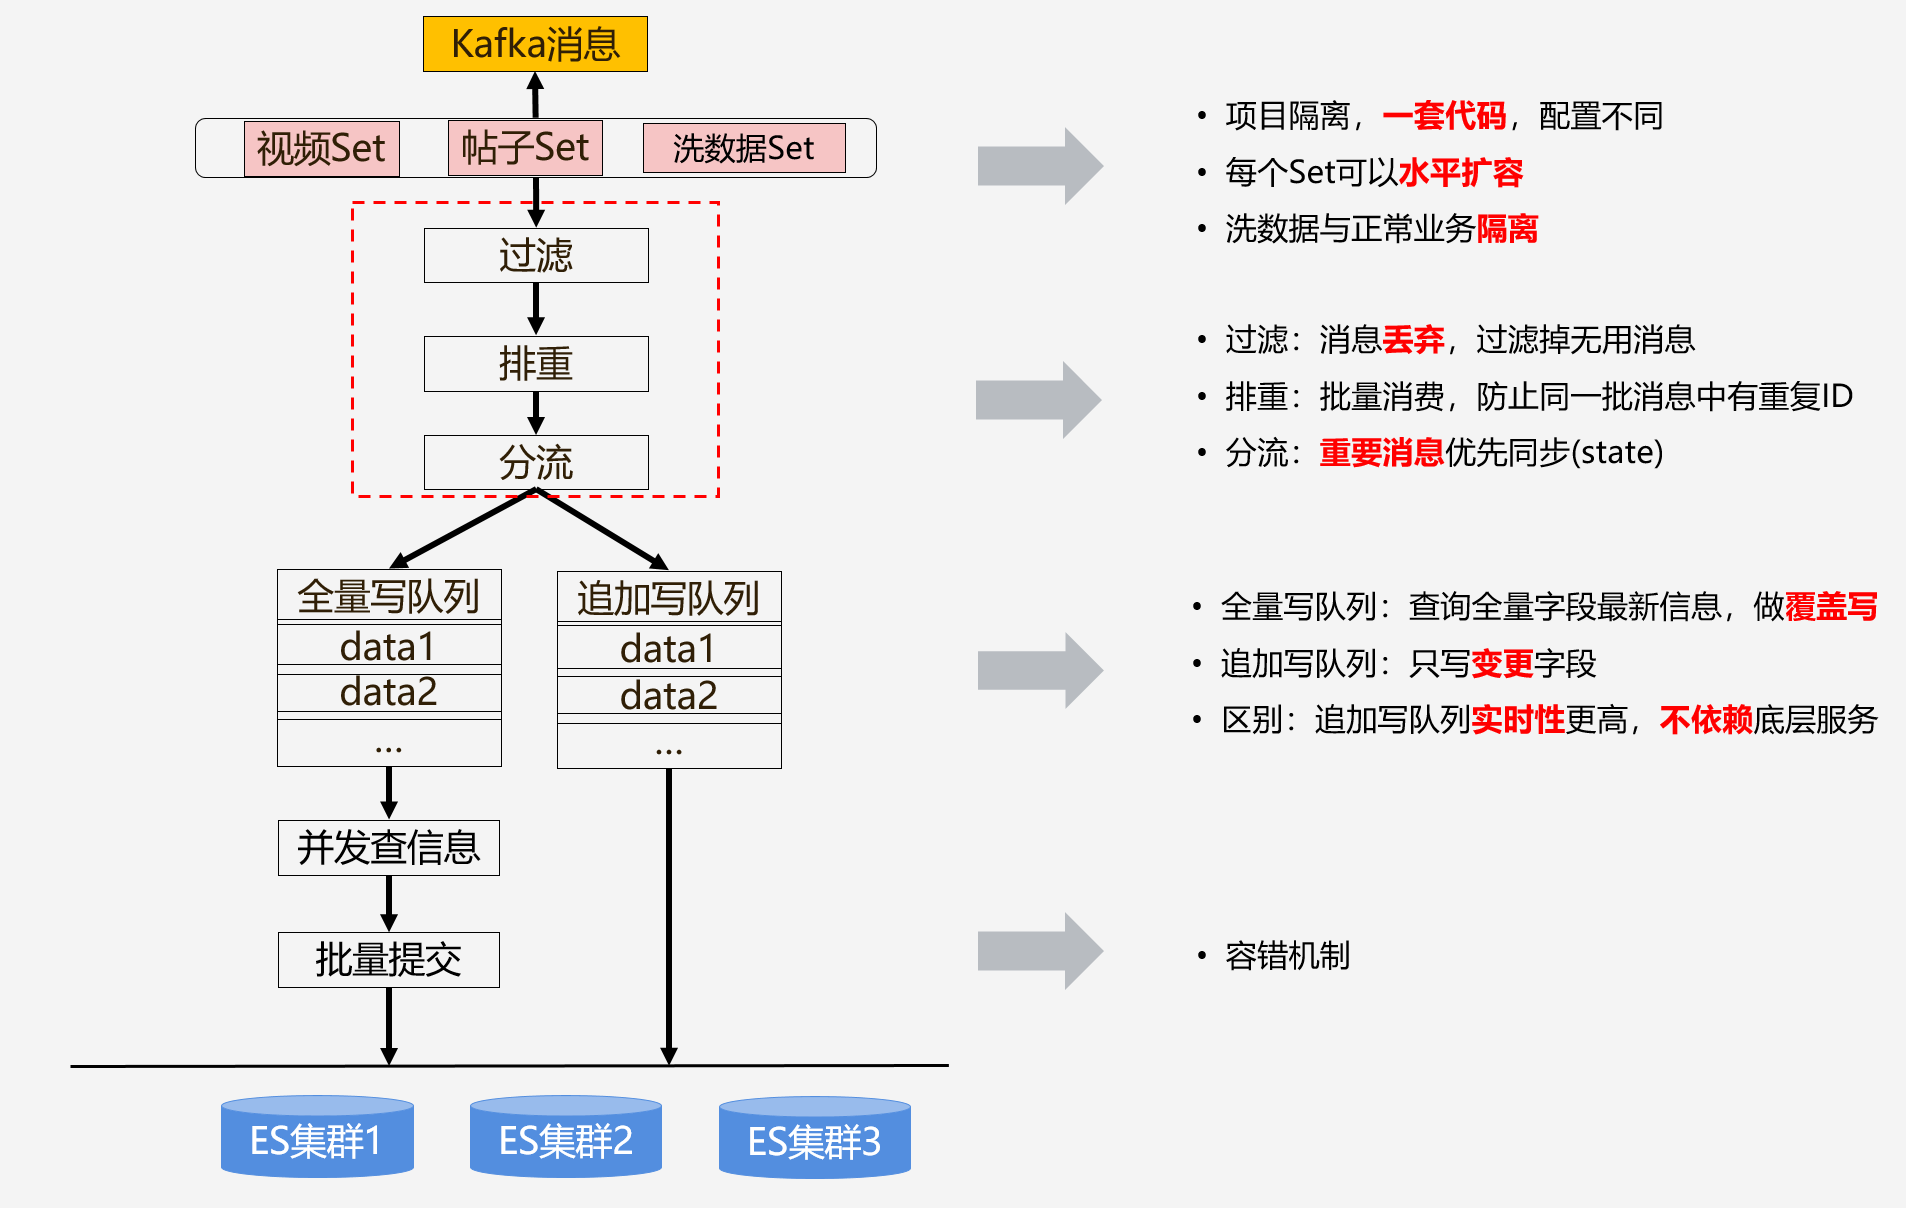 Kafka消息
视频Set
帖子Set
洗数据Set
过滤
排重
分流
全量写队列
data1
data2
...
追加写队列
data1
data2
...
并发查信息
批量提交
ES集群1
ES集群2
ES集群3
• 项目隔离，一套代码，配置不同
• 每个Set可以水平扩容
• 洗数据与正常业务隔离
• 过滤：消息丢弃，过滤掉无用消息
• 排重：批量消费，防止同一批消息中有重复ID
• 分流：重要消息优先同步(state)
• 全量写队列：查询全量字段最新信息，做覆盖写
• 追加写队列：只写变更字段
• 区别：追加写队列实时性更高，不依赖底层服务
• 容错机制